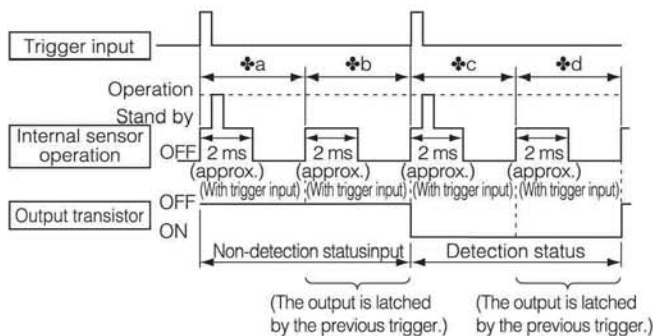 Trigger input
✤a ✤b ✤c ✤d
Operation
Stand by
Internal sensor
operation
OFF
2 ms 2 ms 2 ms 2 ms
(approx.) (approx.) (approx.) (approx.)
(With trigger input) (With trigger input) (With trigger input) (With trigger input)
Output transistor
OFF
ON
Non-detection statusinput Detection status
(The output is latched
by the previous trigger.)
(The output is latched
by the previous trigger.)